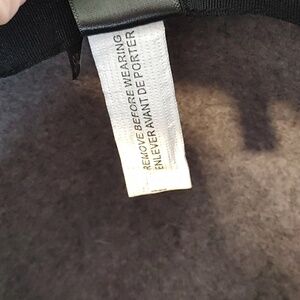 REMOVE BEFORE WEARING
ENLEVER AVANT DE PORTER